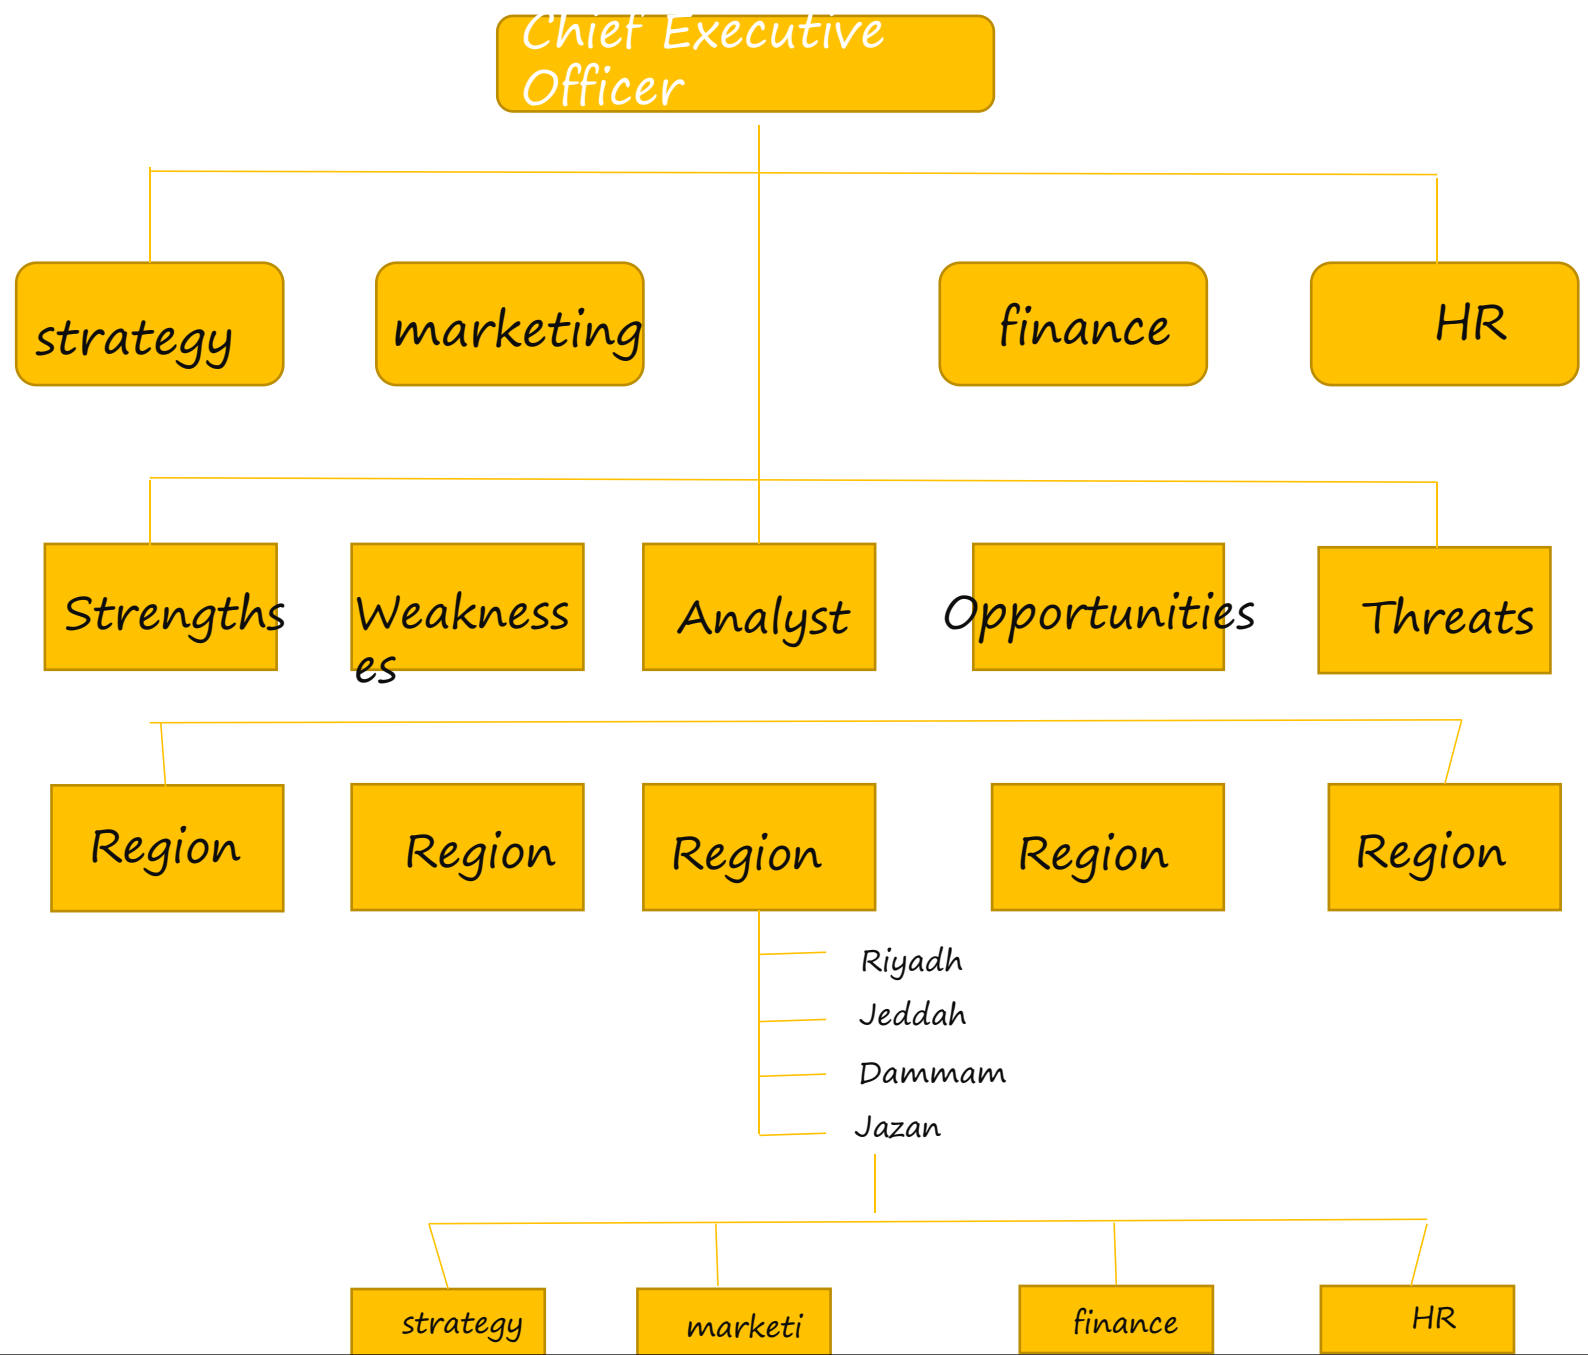 Chief Executive
Officer
strategy
marketing
finance
HR
Strengths
Weakness
es
Analyst
Opportunities
Threats
Region
Region
Region
Region
Region
Riyadh
Jeddah
Dammam
Jazan
strategy
marketi
finance
HR